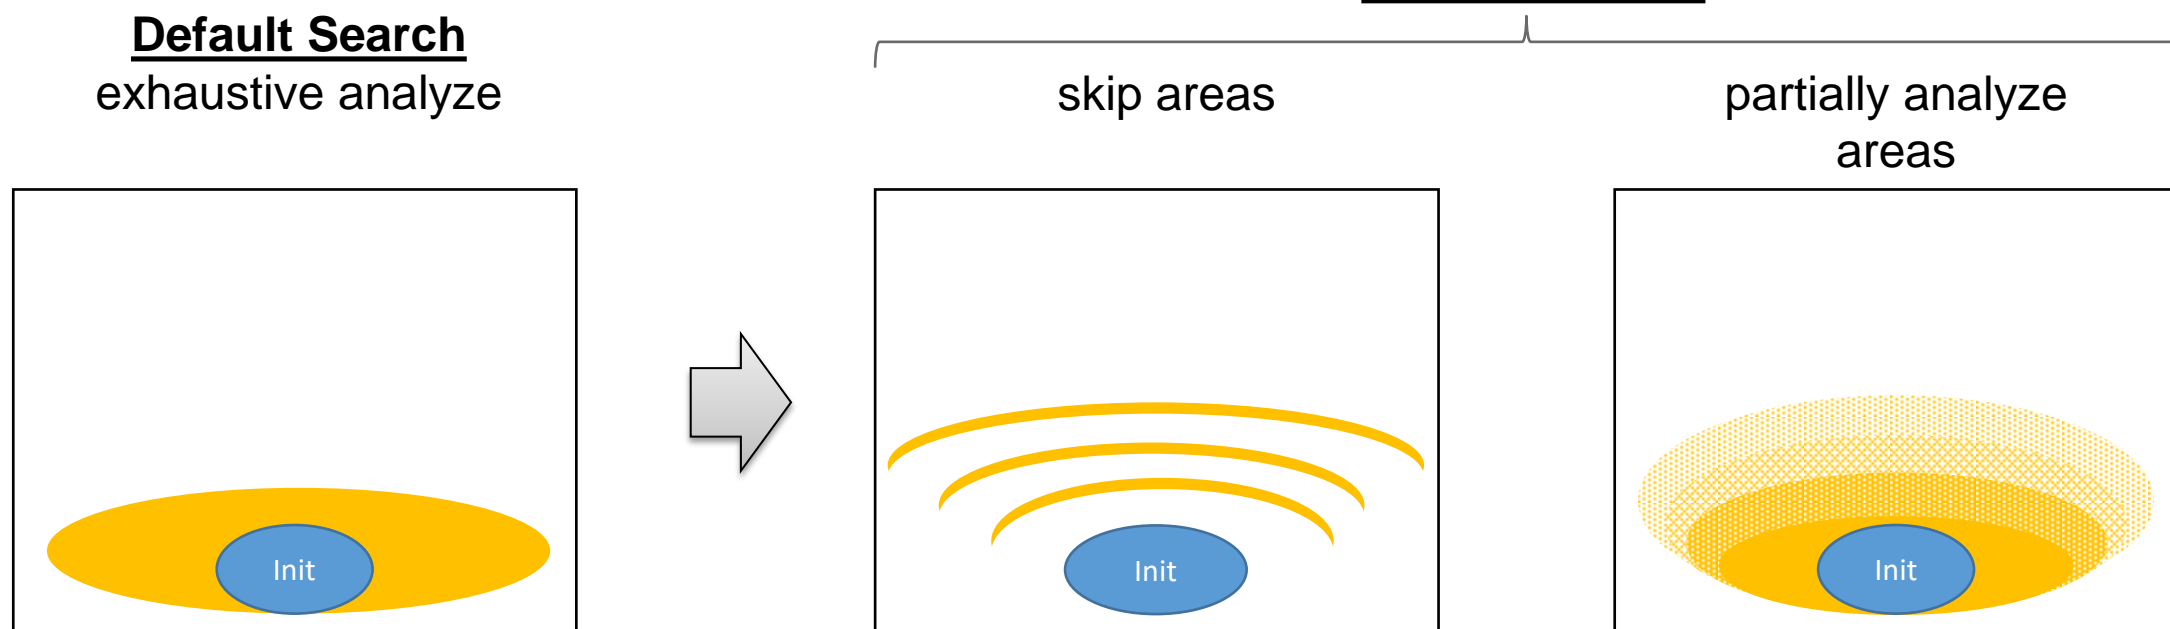 Default Search
exhaustive analyze
skip areas
partially analyze
areas
Init
Init
Init